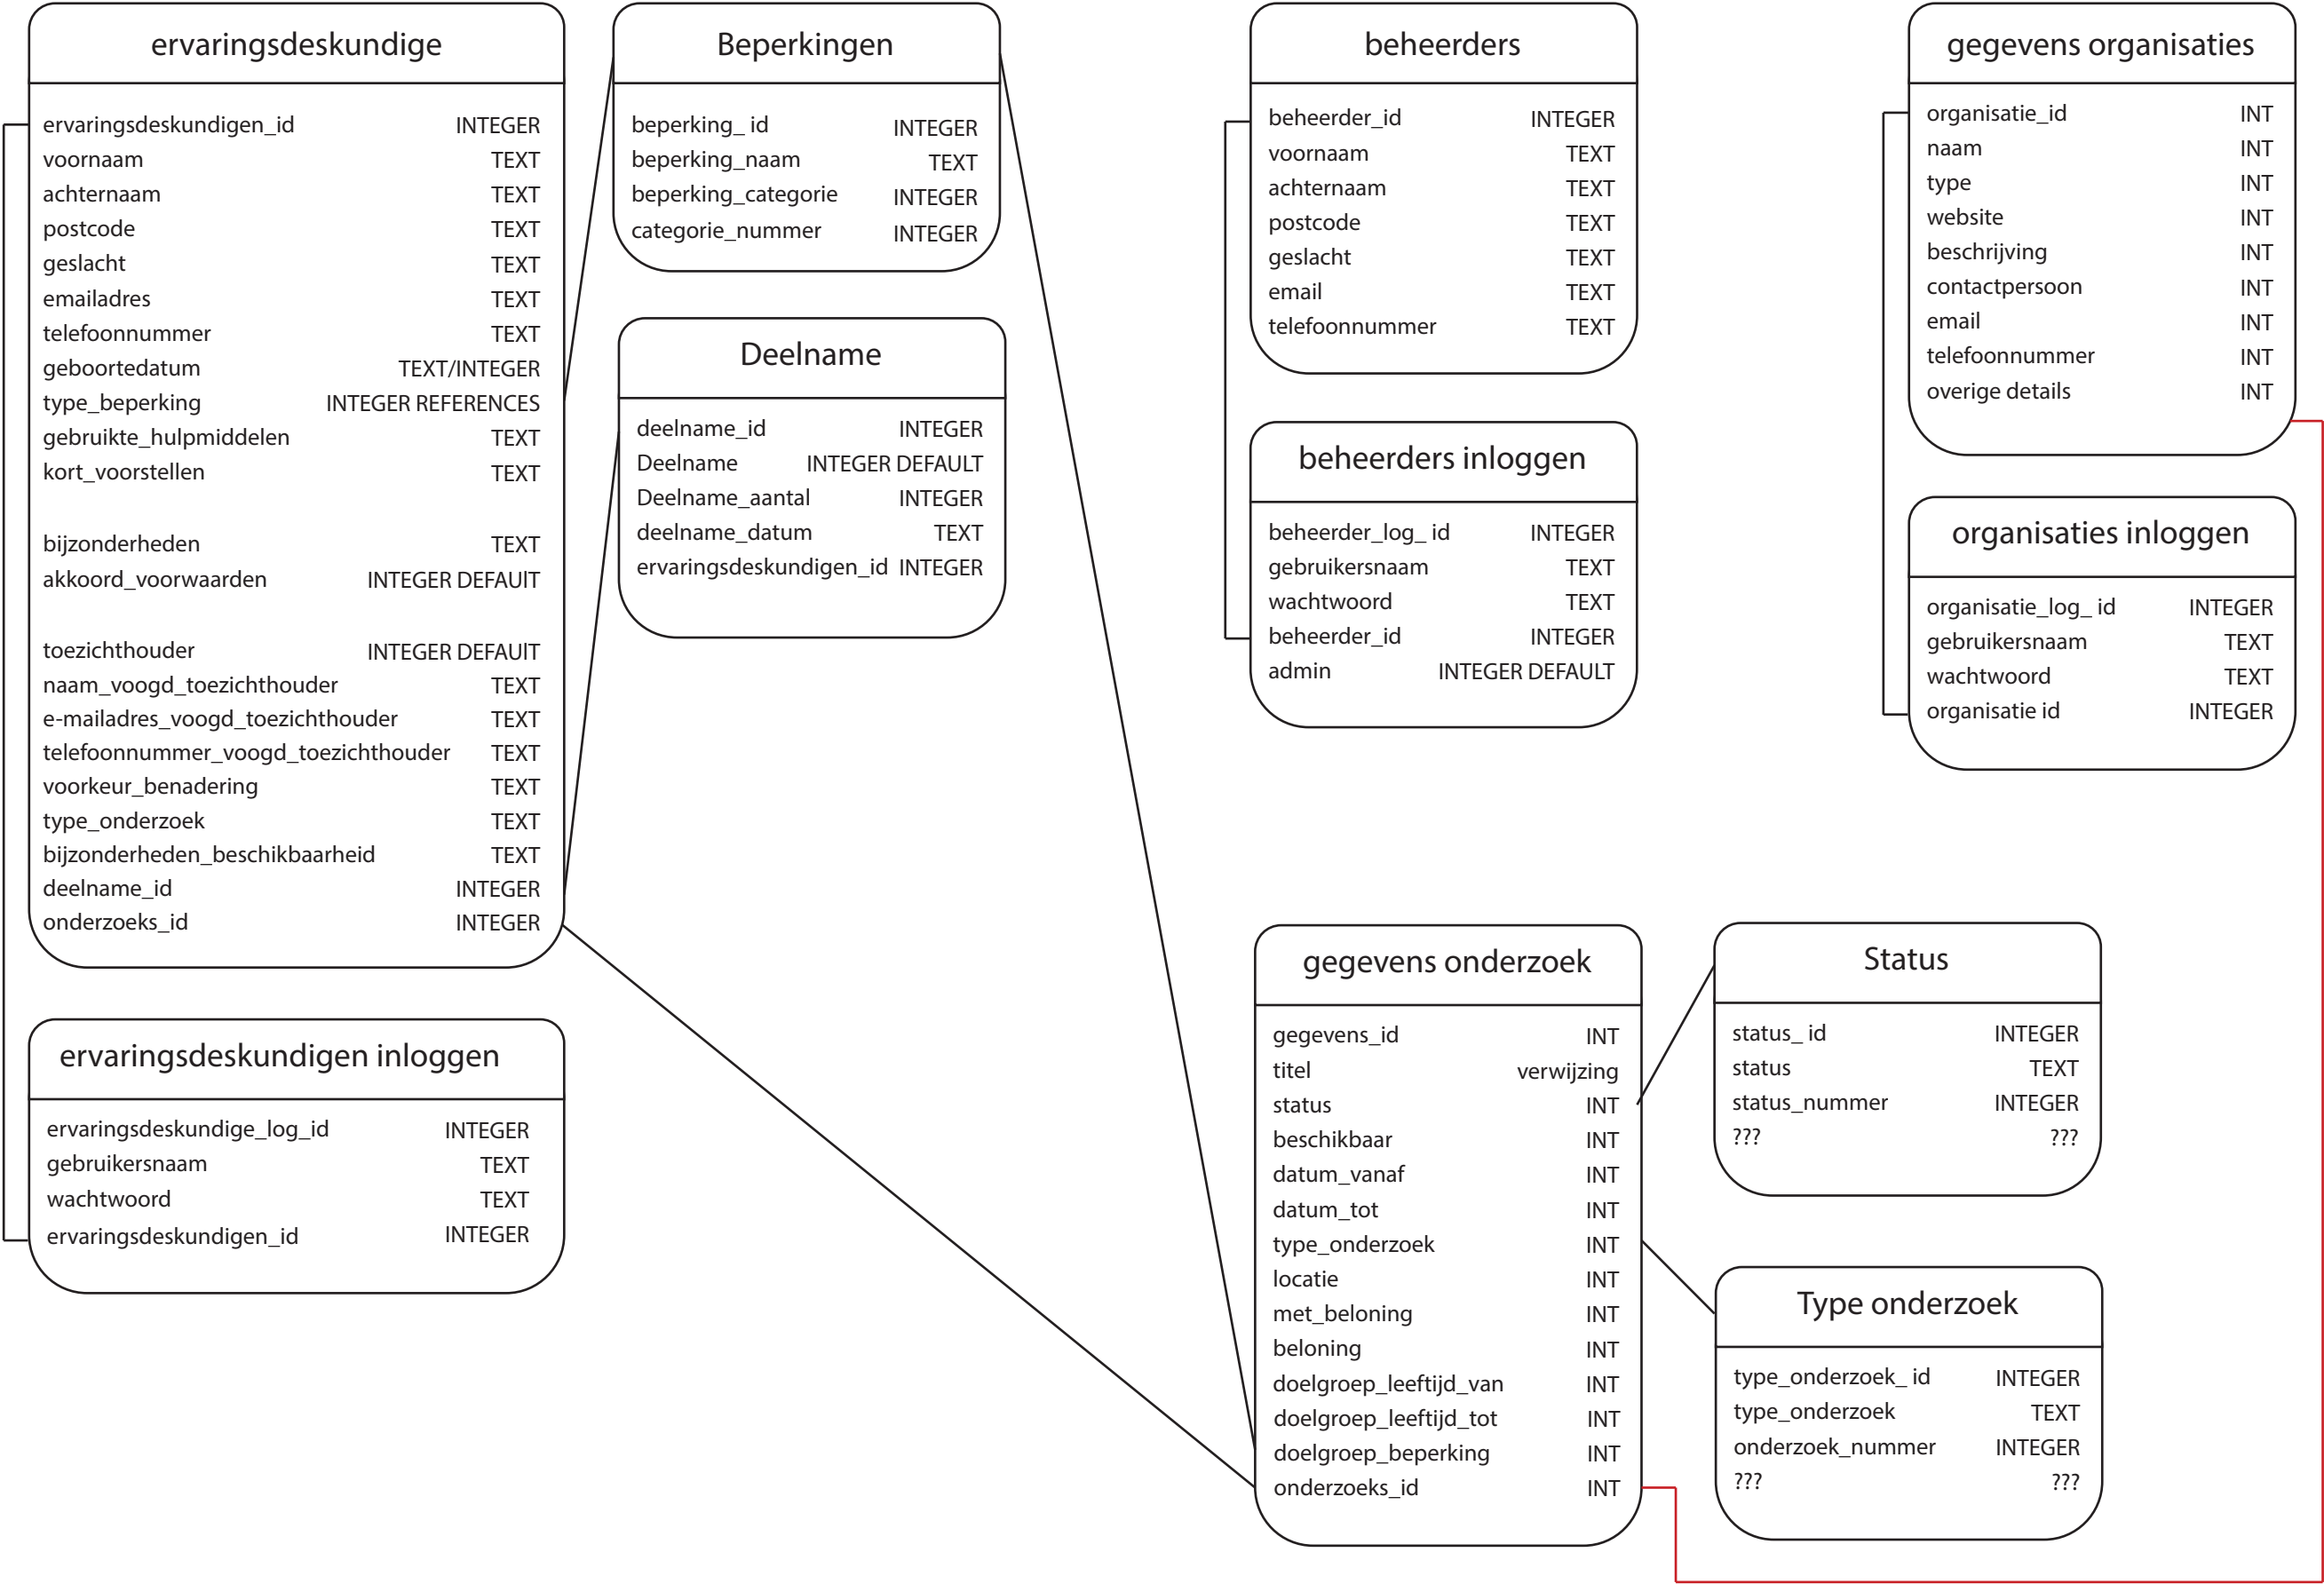 ervaringsdeskundige
ervaringsdeskundigen_id INTEGER
voornaam TEXT
achternaam TEXT
postcode TEXT
geslacht TEXT
emailadres TEXT
telefoonnummer TEXT
geboortedatum TEXT/INTEGER
type_beperking INTEGER REFERENCES
gebruikte_hulpmiddelen TEXT
kort_voorstellen TEXT
bijzonderheden TEXT
akkoord_voorwaarden INTEGER DEFAUlT
toezichthouder INTEGER DEFAUlT
naam_voogd_toezichthouder TEXT
e-mailadres_voogd_toezichthouder TEXT
telefoonnummer_voogd_toezichthouder TEXT
voorkeur_benadering TEXT
type_onderzoek TEXT
bijzonderheden_beschikbaarheid TEXT
deelname_id INTEGER
onderzoeks_id INTEGER
ervaringsdeskundigen inloggen
ervaringsdeskundige_log_id INTEGER
gebruikersnaam TEXT
wachtwoord TEXT
ervaringsdeskundigen_id INTEGER
Beperkingen
beperking_ id INTEGER
beperking_naam TEXT
beperking_categorie INTEGER
categorie_nummer INTEGER
Deelname
deelname_id INTEGER
Deelname INTEGER DEFAULT
Deelname_aantal INTEGER
deelname_datum TEXT
ervaringsdeskundigen_id INTEGER
beheerders
beheerder_id INTEGER
voornaam TEXT
achternaam TEXT
postcode TEXT
geslacht TEXT
email TEXT
telefoonnummer TEXT
beheerders inloggen
beheerder_log_ id INTEGER
gebruikersnaam TEXT
wachtwoord TEXT
beheerder_id INTEGER
admin INTEGER DEFAULT
gegevens organisaties
organisatie_id INT
naam INT
type INT
website INT
beschrijving INT
contactpersoon INT
email INT
telefoonnummer INT
overige details INT
organisaties inloggen
organisatie_log_ id INTEGER
gebruikersnaam TEXT
wachtwoord TEXT
organisatie id INTEGER
gegevens onderzoek
gegevens_id INT
titel verwijzing
status INT
beschikbaar INT
datum_vanaf INT
datum_tot INT
type_onderzoek INT
locatie INT
met_beloning INT
beloning INT
doelgroep_leeftijd_van INT
doelgroep_leeftijd_tot INT
doelgroep_beperking INT
onderzoeks_id INT
Status
status_ id INTEGER
status TEXT
status_nummer INTEGER
??? ???
Type onderzoek
type_onderzoek_ id INTEGER
type_onderzoek TEXT
onderzoek_nummer INTEGER
??? ???